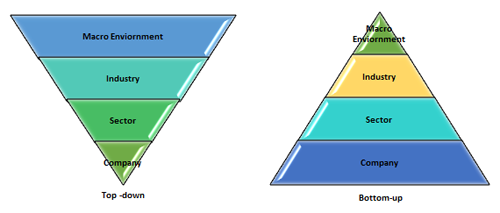 Macro Enviornment
Industry
Sector
Company
Top -down
Macro
Enviornment
Industry
Sector
Company
Bottom-up